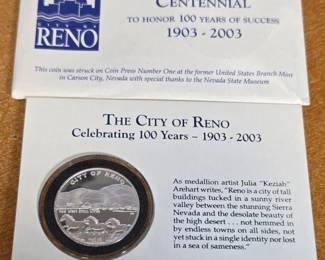 CITY OF
RENO
CENTENNIAL
TO HONOR 100 YEARS OF SUCCESS
1903 - 2003
This coin was struck on Coin Press Number One at the former United States Branch Mint
in Carson City, Nevada with special thanks to the Nevada State Museum
THE CITY OF RENO
Celebrating 100 Years - 1903-2003
CITY OF RENO
As medallion artist Julia "Keziah"
Arehart writes, "Reno is a city of tall
buildings tucked in a sunny river
valley between the stunning Sierra
Nevada and the desolate beauty of
the high desert . . . not hemmed in
by endless towns on all sides, not
yet stuck in a single identity nor lost
in a sea of sameness."